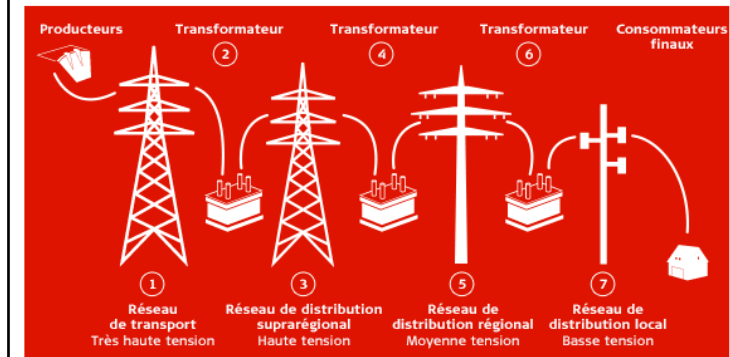 Producteurs
Transformateur
2
Transformateur
4
Transformateur
6
Consommateurs
finaux
1
Réseau
de transport
Très haute tension
3
Réseau de distribution
suprarégional
Haute tension
5
Réseau de
distribution régional
Moyenne tension
7
Réseau de
distribution local
Basse tension